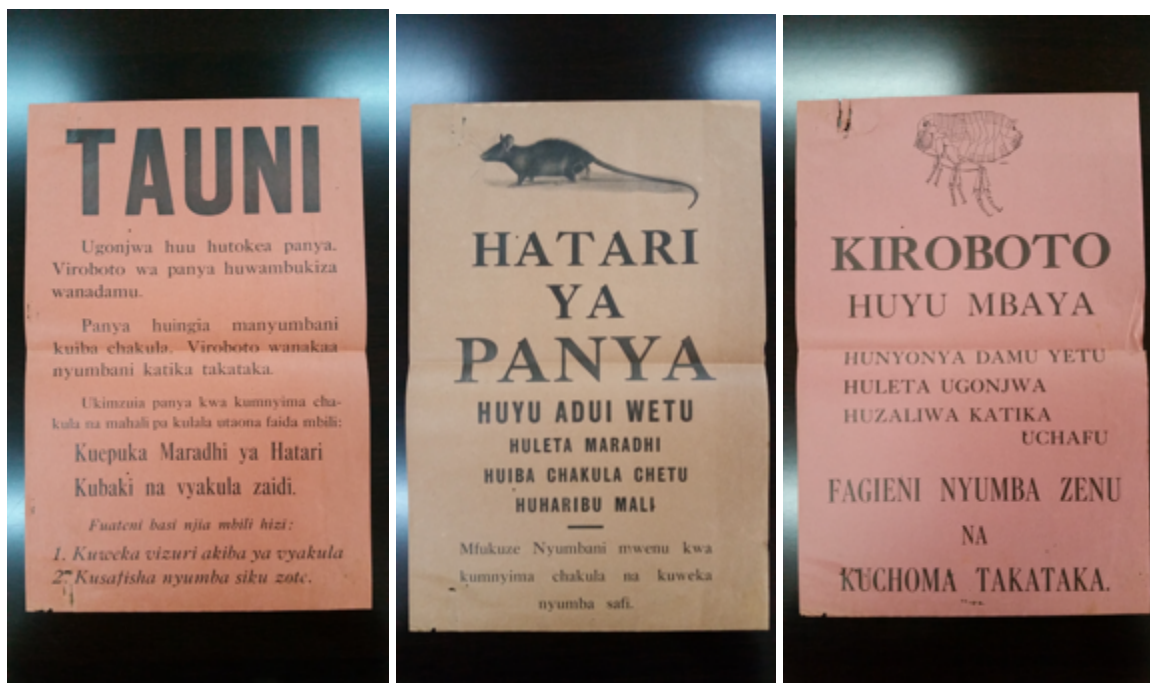 TAUNI
Ugonjwa huu hutokea panya.
Viroboto wa panya huwambukiza
wanadamu.
Panya huingia manyumbani
kuiba chakula. Viroboto wanakaa
nyumbani katika takataka.
Ukimzuia panya kwa kumnyima cha-
kula na mahali pa kulala utaona faida mbili:
Kuepuka Maradhi ya Hatari
Kubaki na vyakula zaidi.
Fuateni basi njia mbili hizi:
1. Kuweka vizuri akiba ya vyakula
2. Kusafisha nyumba siku zote.
HATARI
YA
PANYA
HUYU ADUI WETU
HULETA MARADHI
HUIBA CHAKULA CHETU
HUHARIBU MALI
Mfukuze Nyumbani mwenu kwa
kumnyima chakula na kuweka
nyumba safi.
KIROBOTO
HUYU MBAYA
HUNYONYA DAMU YETU
HULETA UGONJWA
HUZALIWA KATIKA
UCHAFU
FAGIENI NYUMBA ZENU
NA
KUCHOMA TAKATAKA.